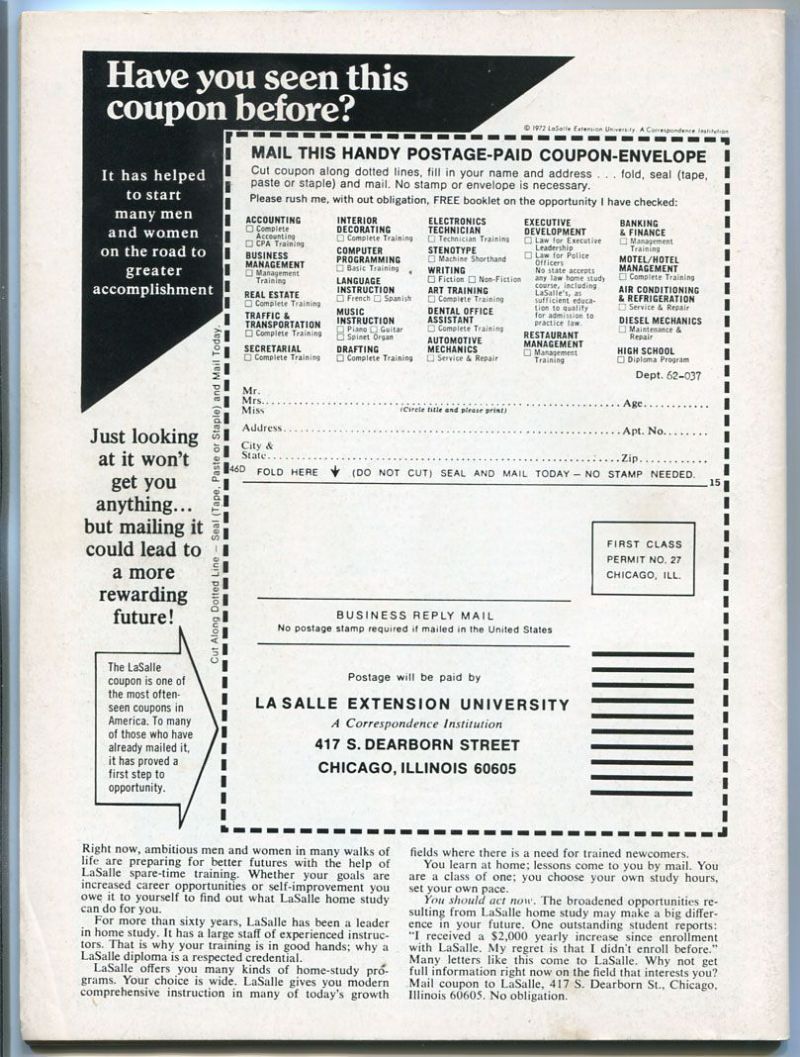 Have you seen this
coupon before?
It has helped
to start
many men
and women
on the road to
greater
accomplishment
Just looking
at it won't
get you
anything...
but mailing it
could lead to
a more
rewarding
future!
The LaSalle
coupon is one of
the most often-
seen coupons in
America. To many
of those who have
already mailed it,
it has proved a
first step to
opportunity.
Cut Along Dotted Line – Seal (Tape, Paste or Staple) and Mail Today.
© 1972 LaSalle Extension University. A Correspondence Institution
MAIL THIS HANDY POSTAGE-PAID COUPON-ENVELOPE
Cut coupon along dotted lines, fill in your name and address . . . fold, seal (tape,
paste or staple) and mail. No stamp or envelope is necessary.
Please rush me, with out obligation, FREE booklet on the opportunity I have checked:
ACCOUNTING
☐ Complete
Accounting
☐ CPA Training
BUSINESS
MANAGEMENT
☐ Management
Training
REAL ESTATE
☐ Complete Training
TRAFFIC &
TRANSPORTATION
☐ Complete Training
SECRETARIAL
☐ Complete Training
INTERIOR
DECORATING
☐ Complete Training
COMPUTER
PROGRAMMING
☐ Basic Training
LANGUAGE
INSTRUCTION
☐ French ☐ Spanish
MUSIC
INSTRUCTION
☐ Piano ☐ Guitar
☐ Spinet Organ
DRAFTING
☐ Complete Training
ELECTRONICS
TECHNICIAN
☐ Technician Training
STENOTYPE
☐ Machine Shorthand
WRITING
☐ Fiction ☐ Non-Fiction
ART TRAINING
☐ Complete Training
DENTAL OFFICE
ASSISTANT
☐ Complete Training
AUTOMOTIVE
MECHANICS
☐ Service & Repair
EXECUTIVE
DEVELOPMENT
☐ Law for Executive
Leadership
☐ Law for Police
Officers
No state accepts
any law home study
course, including
LaSalle's, as
sufficient educa-
tion to qualify
for admission to
practice law.
RESTAURANT
MANAGEMENT
☐ Management
Training
BANKING
& FINANCE
☐ Management
Training
MOTEL/HOTEL
MANAGEMENT
☐ Complete Training
AIR CONDITIONING
& REFRIGERATION
☐ Service & Repair
DIESEL MECHANICS
☐ Maintenance &
Repair
HIGH SCHOOL
☐ Diploma Program
Dept. 62-037
Mr.
Mrs. Age
Miss (Circle title and please print)
Address Apt. No.
City &
State Zip
46D FOLD HERE ↓ (DO NOT CUT) SEAL AND MAIL TODAY – NO STAMP NEEDED.
15
FIRST CLASS
PERMIT NO. 27
CHICAGO, ILL.
BUSINESS REPLY MAIL
No postage stamp required if mailed in the United States
Postage will be paid by
LA SALLE EXTENSION UNIVERSITY
A Correspondence Institution
417 S. DEARBORN STREET
CHICAGO, ILLINOIS 60605
Right now, ambitious men and women in many walks of
life are preparing for better futures with the help of
LaSalle spare-time training. Whether your goals are
increased career opportunities or self-improvement you
owe it to yourself to find out what LaSalle home study
can do for you.
For more than sixty years, LaSalle has been a leader
in home study. It has a large staff of experienced instruc-
tors. That is why your training is in good hands; why a
LaSalle diploma is a respected credential.
LaSalle offers you many kinds of home-study pro-
grams. Your choice is wide. LaSalle gives you modern
comprehensive instruction in many of today's growth
fields where there is a need for trained newcomers.
You learn at home; lessons come to you by mail. You
are a class of one; you choose your own study hours,
set your own pace.
You should act now. The broadened opportunities re-
sulting from LaSalle home study may make a big differ-
ence in your future. One outstanding student reports:
"I received a $2,000 yearly increase since enrollment
with LaSalle. My regret is that I didn't enroll before."
Many letters like this come to LaSalle. Why not get
full information right now on the field that interests you?
Mail coupon to LaSalle, 417 S. Dearborn St., Chicago,
Illinois 60605. No obligation.